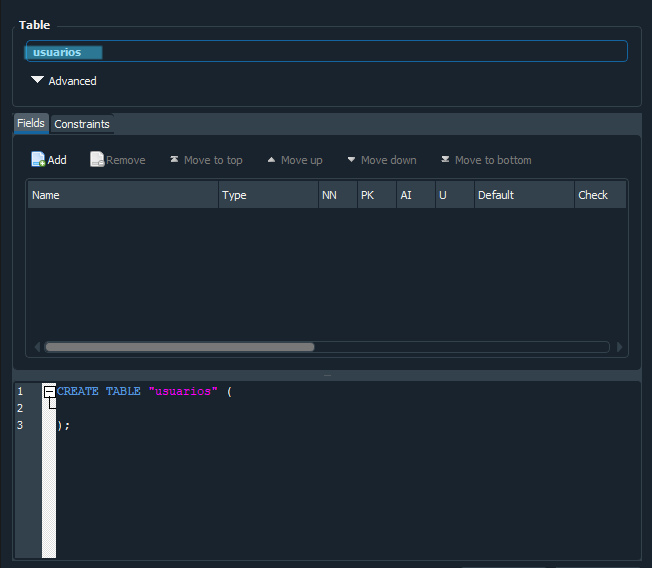 Table
usuarios
Advanced
Fields Constraints
Add Remove Move to top Move up Move down Move to bottom
Name Type NN PK AI U Default Check
1 CREATE TABLE "usuarios" (
2
3 );